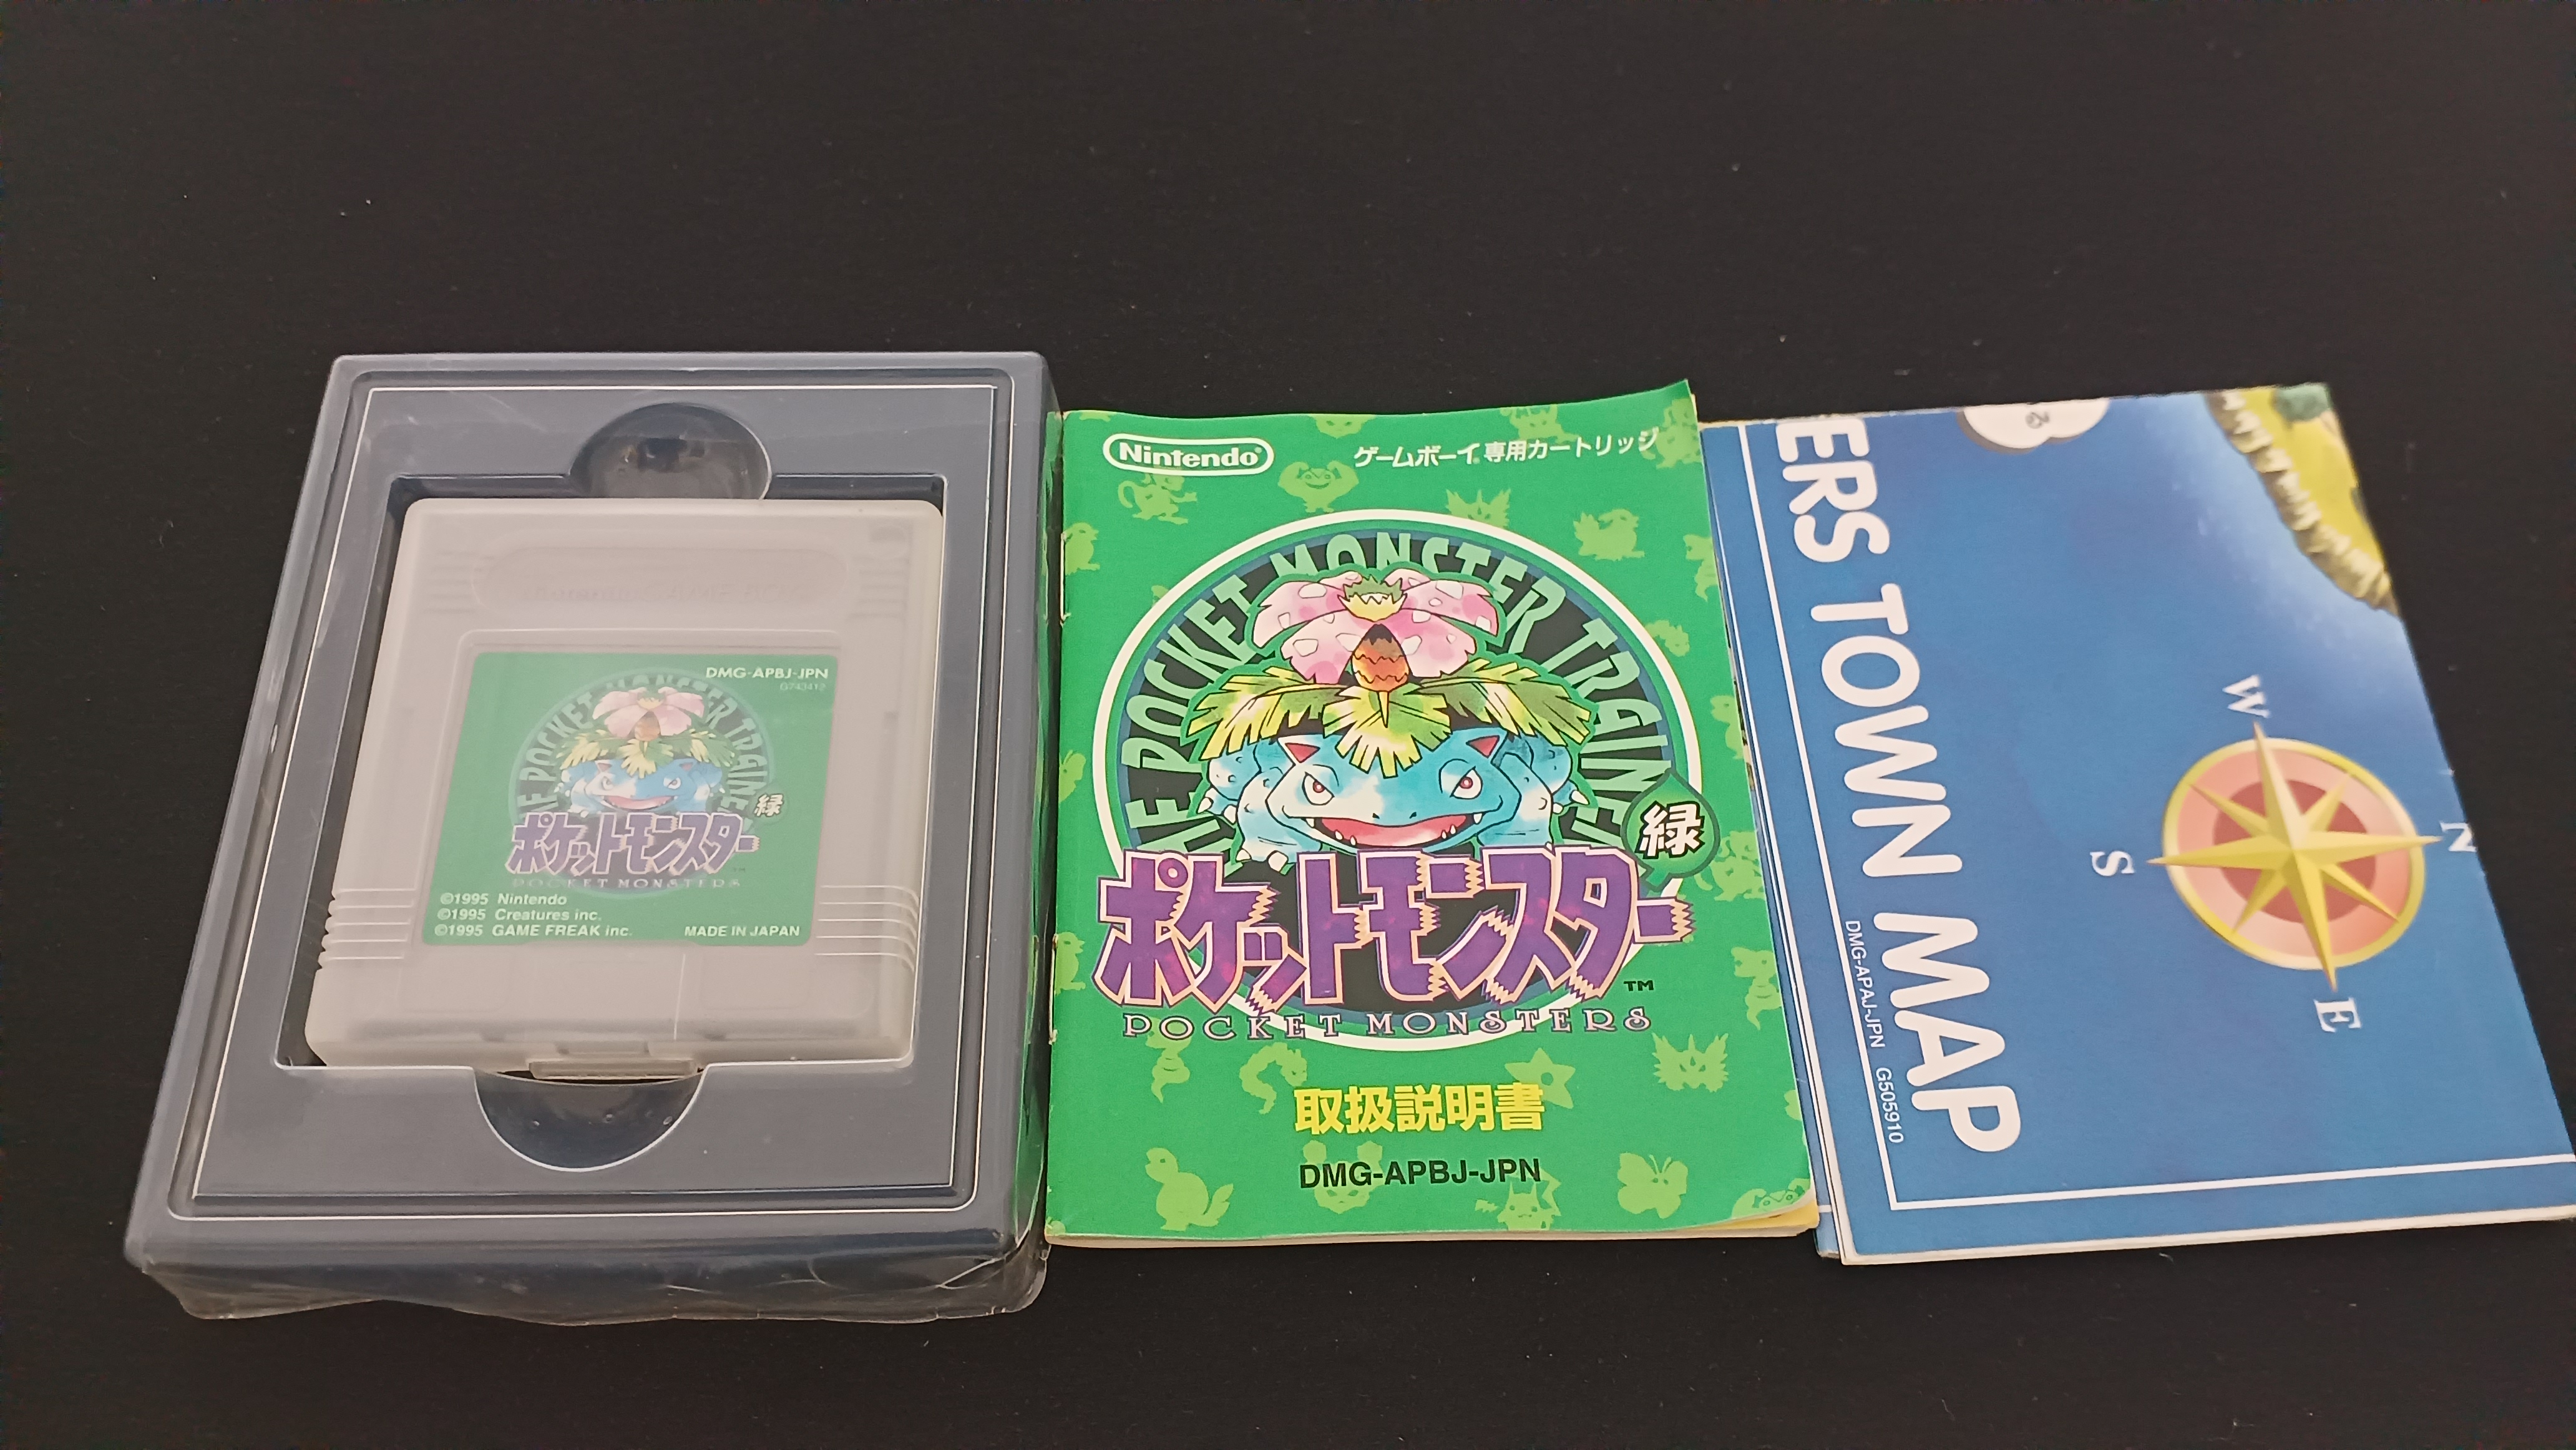 DMG-APBJ-JPN
THE POCKET MONSTER TRAINER
緑
ポケットモンスター
POCKET MONSTERS
©1995 Nintendo
©1995 Creatures inc.
©1995 GAME FREAK inc.
MADE IN JAPAN
Nintendo
ゲームボーイ専用カートリッジ
THE POCKET MONSTER TRAINER
緑
ポケットモンスター™
POCKET MONSTERS
取扱説明書
DMG-APBJ-JPN
ERS TOWN MAP
DMG-APAJ-JPN G505910
W
N
S
E